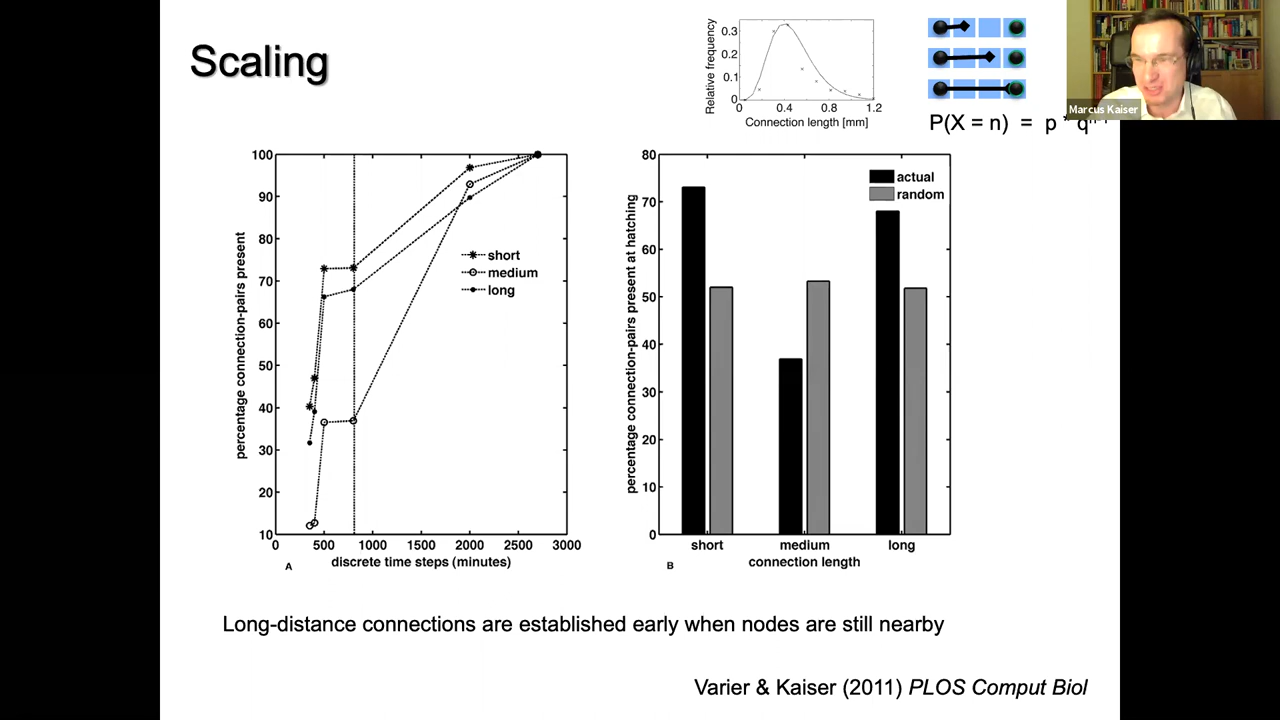 Scaling
Relative frequency
0.3
0.2
0.1
0
0
0.4
0.8
1.2
Connection length [mm]
P(X = n) = p * q
Marcus Kaiser
percentage connection-pairs present
100
90
80
70
60
50
40
30
20
10
0
500
1000
1500
2000
2500
3000
discrete time steps (minutes)
short
medium
long
A
percentage connection-pairs present at hatching
80
70
60
50
40
30
20
10
0
actual
random
short
medium
long
connection length
B
Long-distance connections are established early when nodes are still nearby
Varier & Kaiser (2011) PLOS Comput Biol